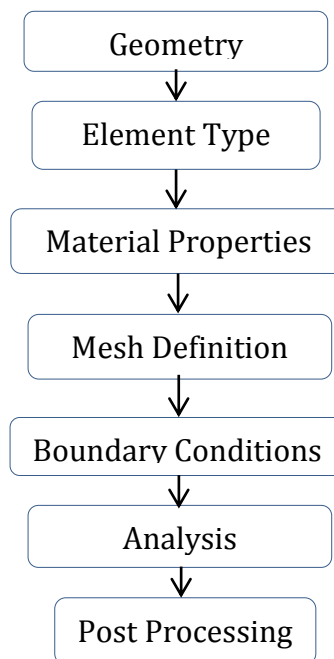 Geometry
Element Type
Material Properties
Mesh Definition
Boundary Conditions
Analysis
Post Processing